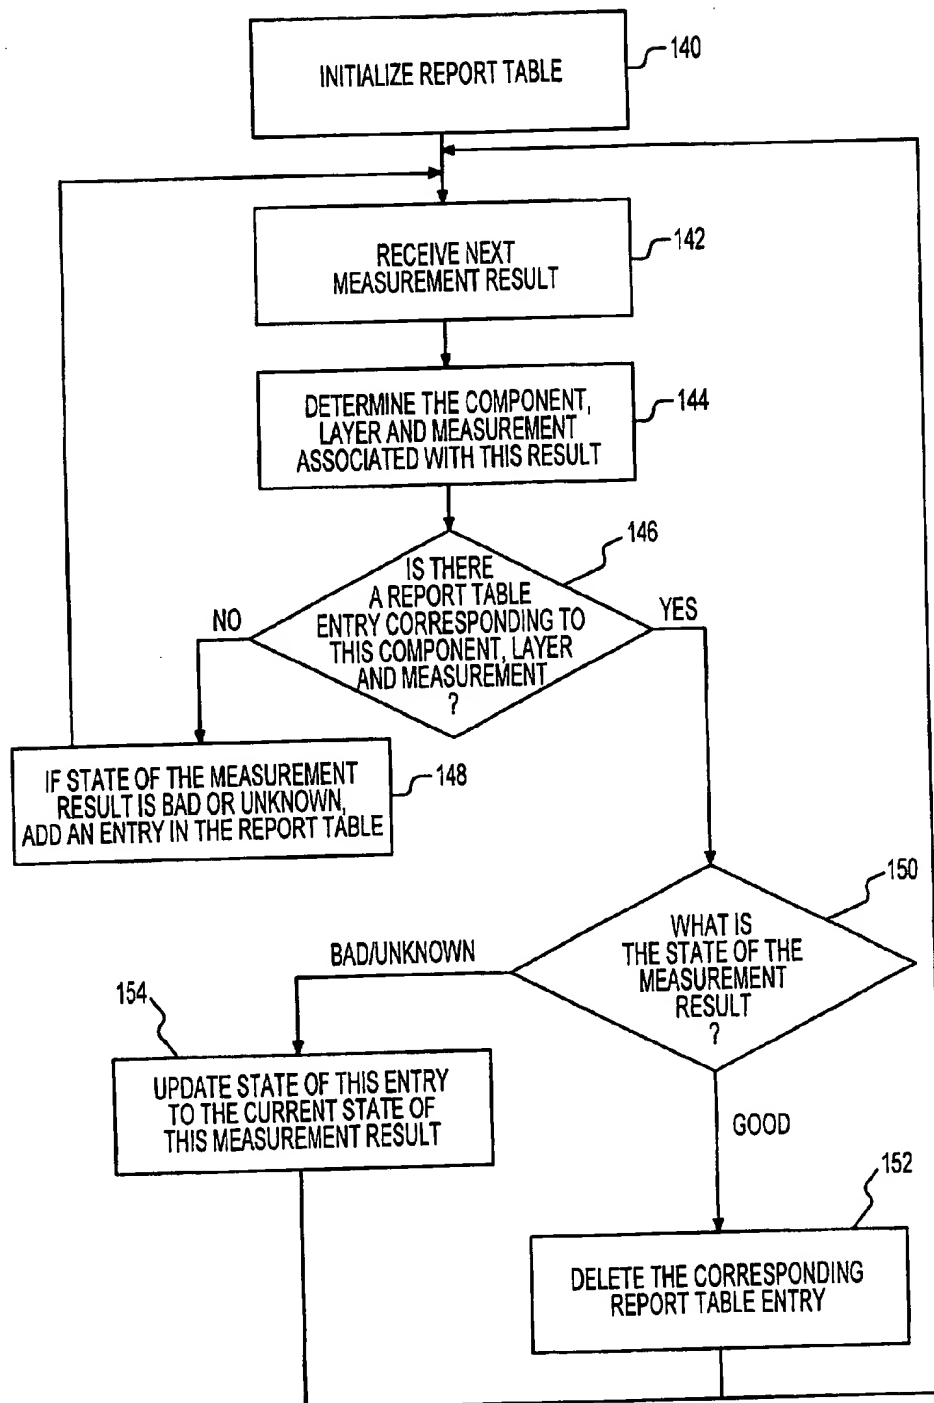 INITIALIZE REPORT TABLE
140
RECEIVE NEXT
MEASUREMENT RESULT
142
DETERMINE THE COMPONENT,
LAYER AND MEASUREMENT
ASSOCIATED WITH THIS RESULT
144
146
IS THERE
A REPORT TABLE
ENTRY CORRESPONDING TO
THIS COMPONENT, LAYER
AND MEASUREMENT
?
NO
YES
IF STATE OF THE MEASUREMENT
RESULT IS BAD OR UNKNOWN,
ADD AN ENTRY IN THE REPORT TABLE
148
150
WHAT IS
THE STATE OF THE
MEASUREMENT
RESULT
?
BAD/UNKNOWN
154
UPDATE STATE OF THIS ENTRY
TO THE CURRENT STATE OF
THIS MEASUREMENT RESULT
GOOD
152
DELETE THE CORRESPONDING
REPORT TABLE ENTRY